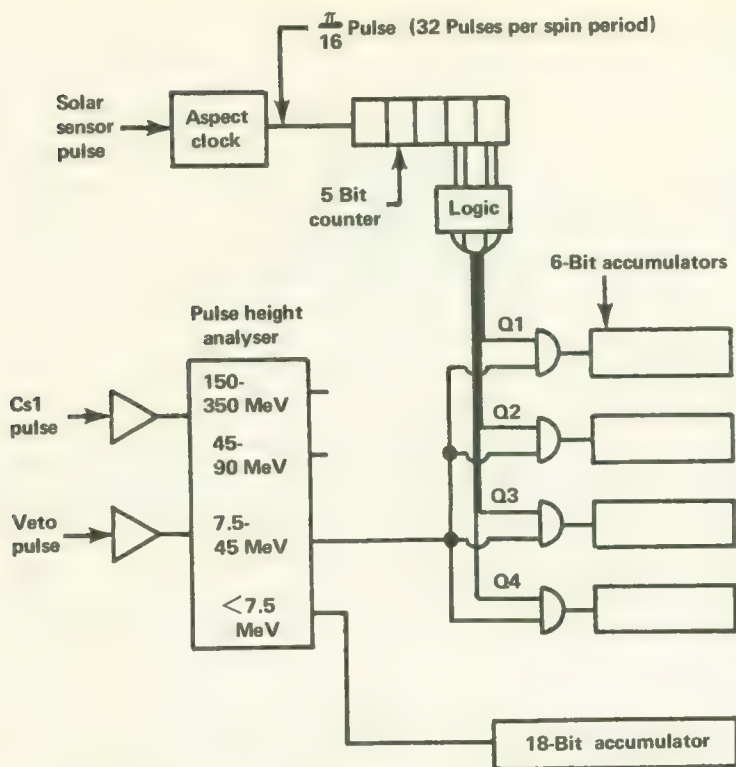 π/16 Pulse (32 Pulses per spin period)
Solar
sensor
pulse
Aspect
clock
5 Bit
counter
Logic
6-Bit accumulators
Pulse height
analyser
Q1
150-
350 MeV
Cs1
pulse
Q2
45-
90 MeV
Q3
Veto
pulse
7.5-
45 MeV
Q4
<7.5
MeV
18-Bit accumulator